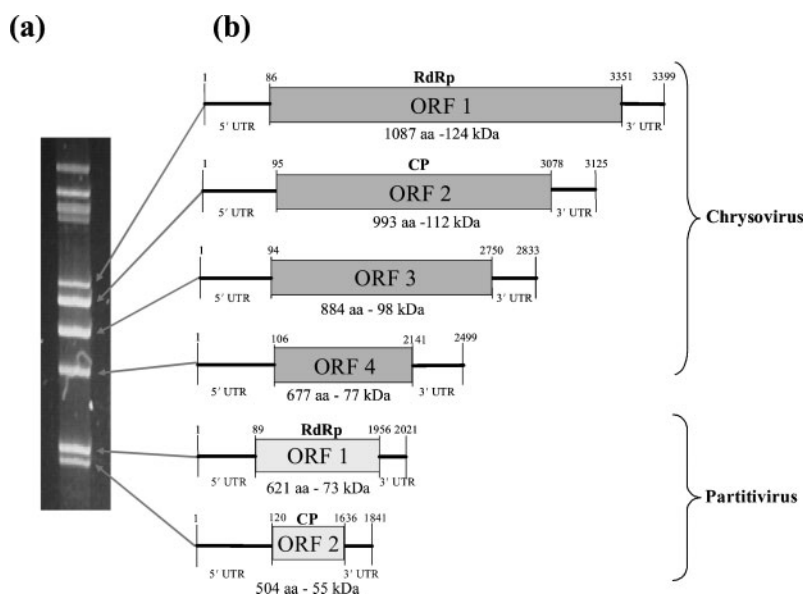 (a)
(b)
RdRp
1 86 3351 3399
ORF 1
5′ UTR 3′ UTR
1087 aa -124 kDa
CP
1 95 3078 3125
ORF 2
5′ UTR 3′ UTR
993 aa -112 kDa
1 94 2750 2833
ORF 3
5′ UTR 3′ UTR
884 aa - 98 kDa
1 106 2141 2499
ORF 4
5′ UTR 3′ UTR
677 aa - 77 kDa
Chrysovirus
RdRp
1 89 1956 2021
ORF 1
5′ UTR 3′ UTR
621 aa - 73 kDa
CP
1 120 1636 1841
ORF 2
5′ UTR 3′ UTR
504 aa - 55 kDa
Partitivirus